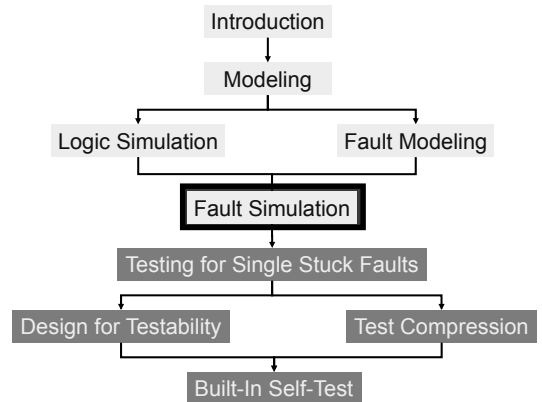 Introduction
Modeling
Logic Simulation
Fault Modeling
Fault Simulation
Testing for Single Stuck Faults
Design for Testability
Test Compression
Built-In Self-Test